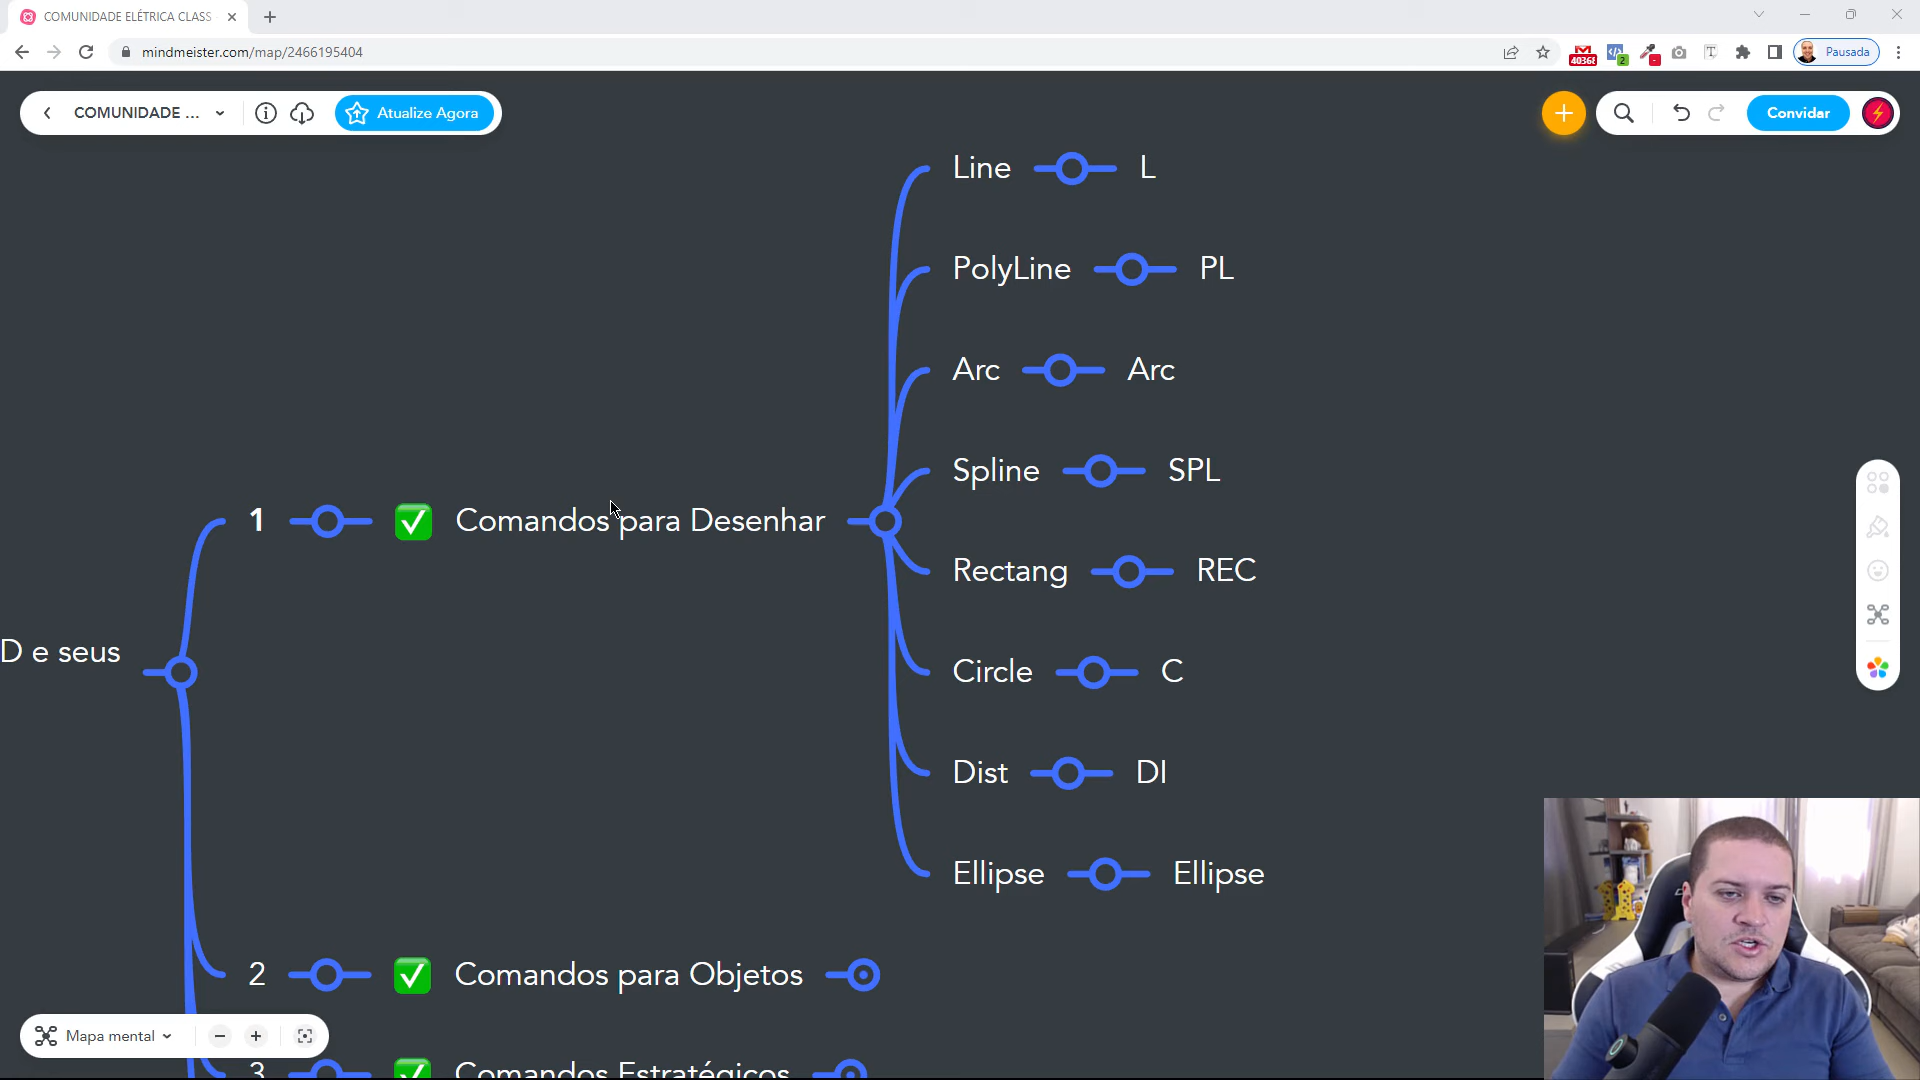 COMUNIDADE ELÉTRICA CLASS
mindmeister.com/map/2466195404
4036
2
Pausada
COMUNIDADE ...
Atualize Agora
Convidar
Line L
PolyLine PL
Arc Arc
Spline SPL
1 Comandos para Desenhar
Rectang REC
D e seus
Circle C
Dist DI
Ellipse Ellipse
2 Comandos para Objetos
Mapa mental
3 Comandos Estratégicos